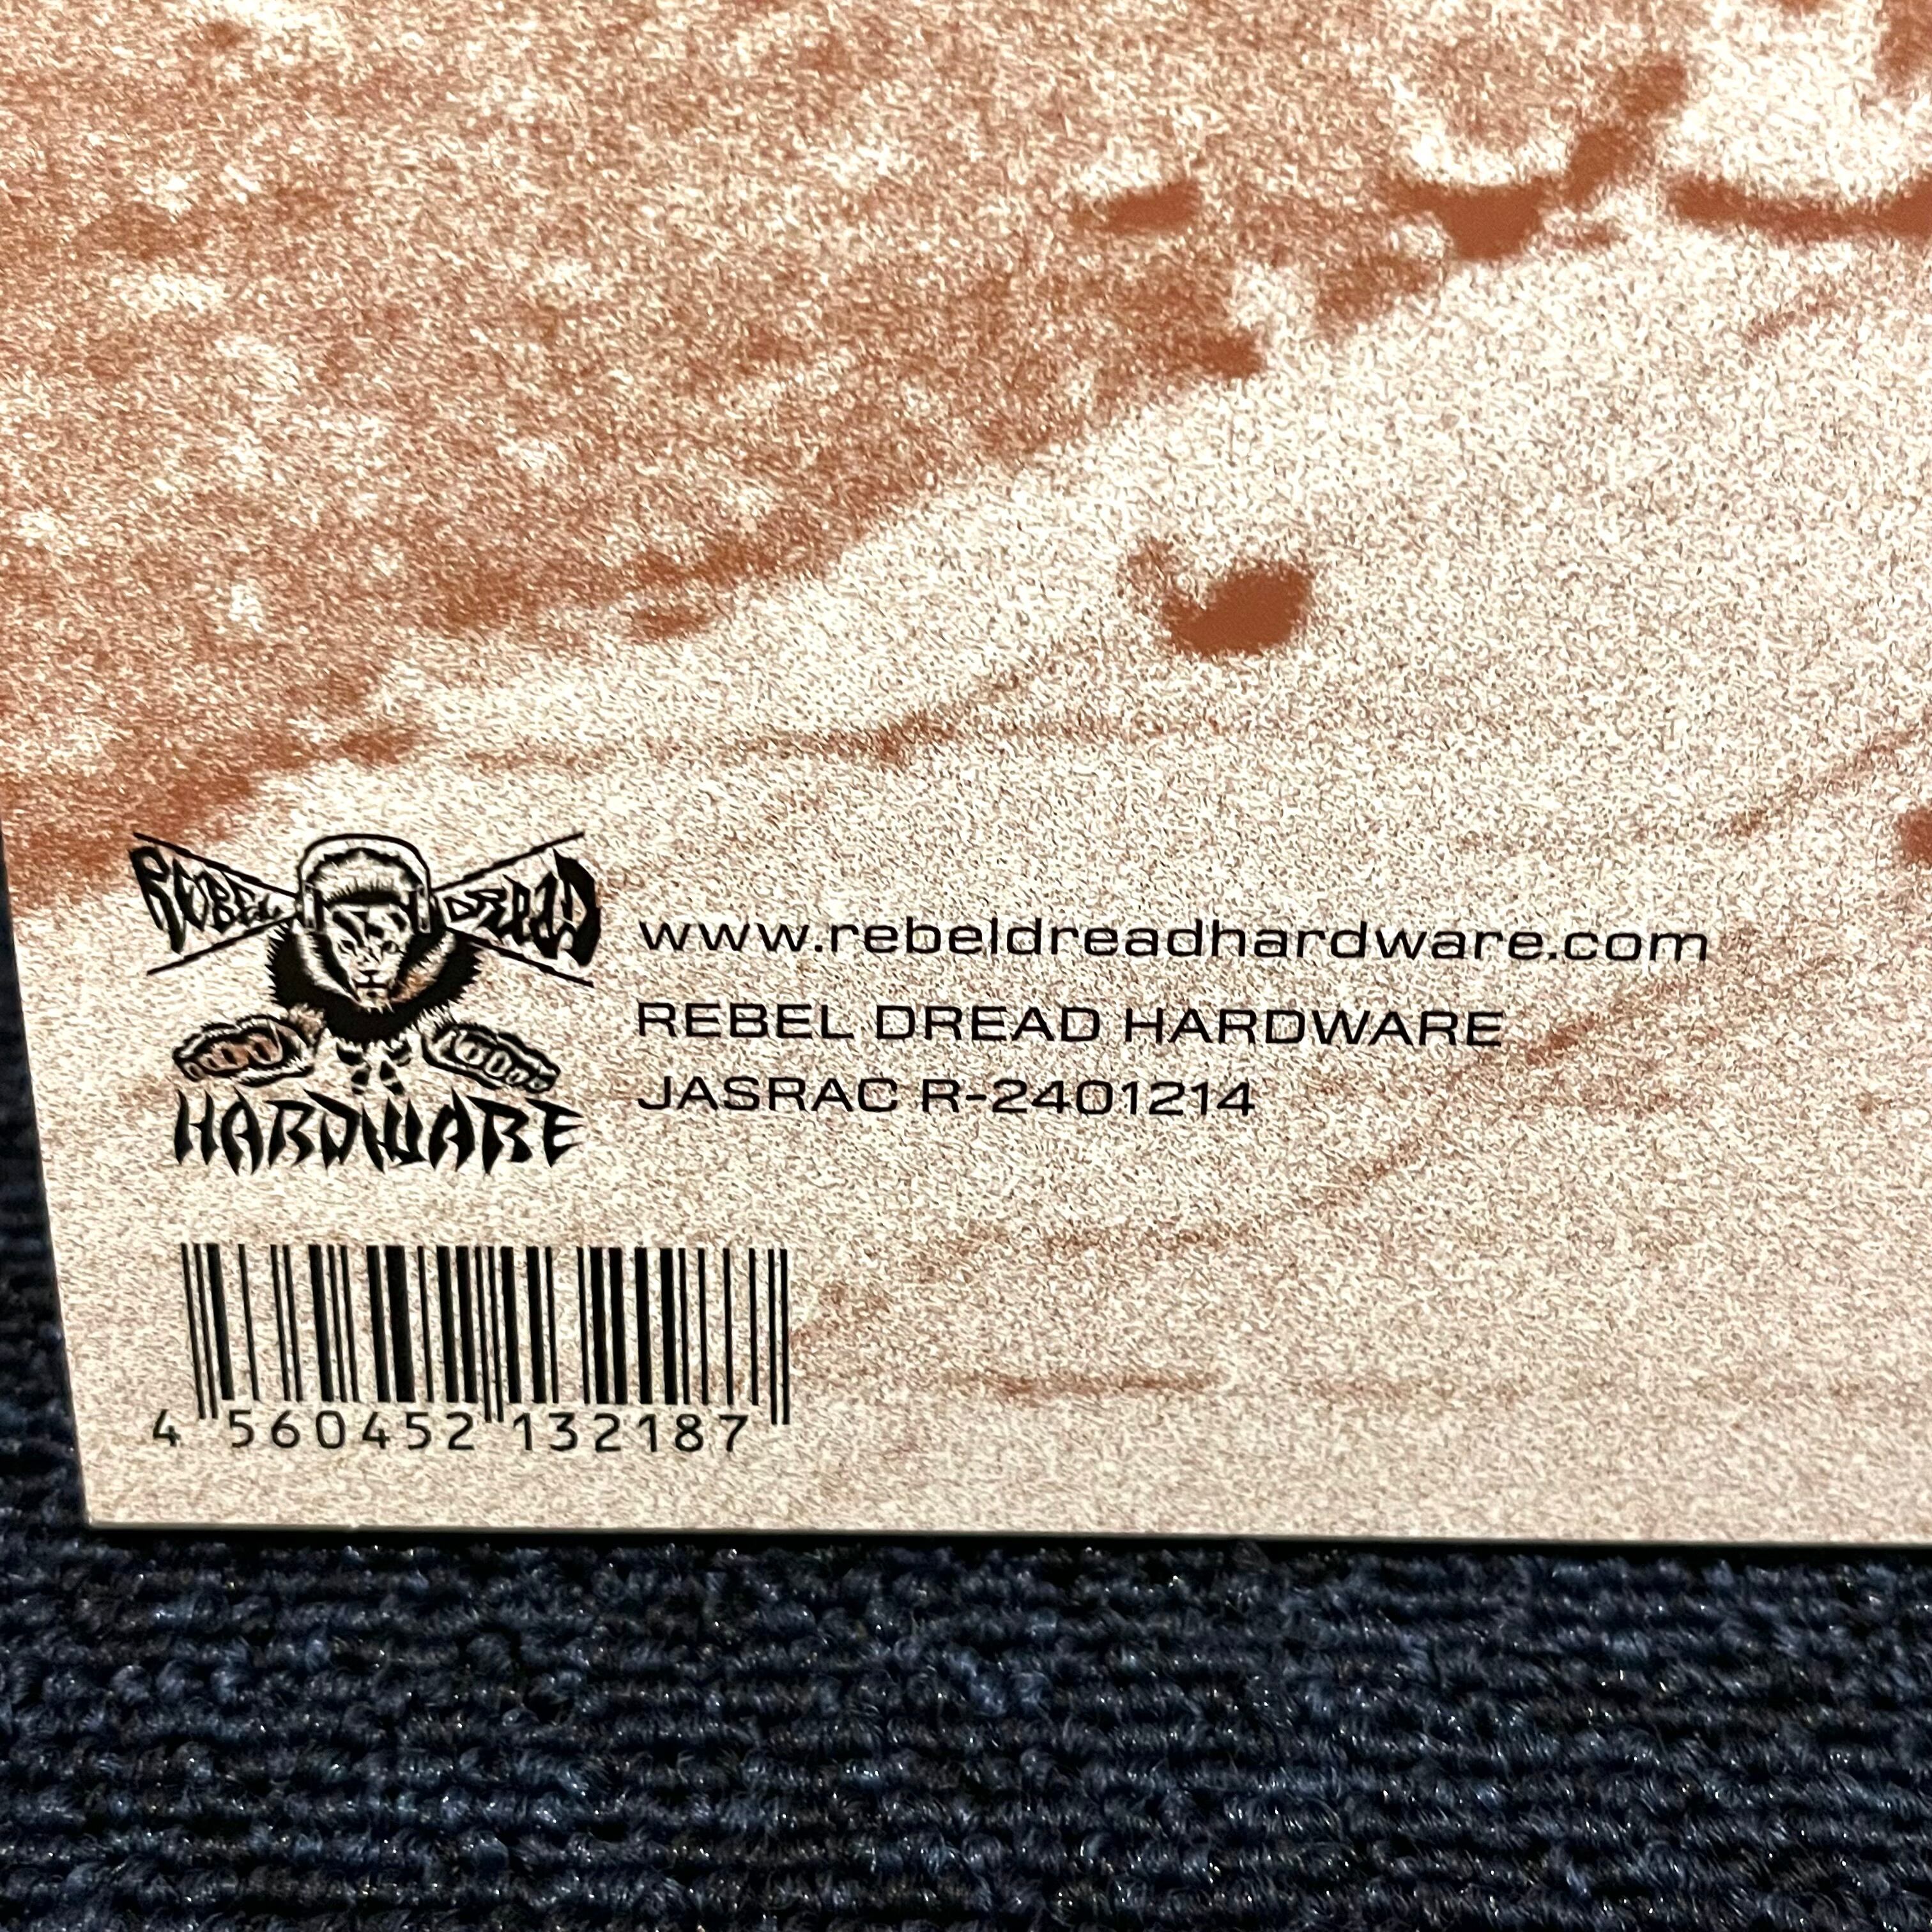 REBEL DREAD
HARDWARE
www.rebeldreadhardware.com
REBEL DREAD HARDWARE
JASRAC R-2401214
4 560452 132187